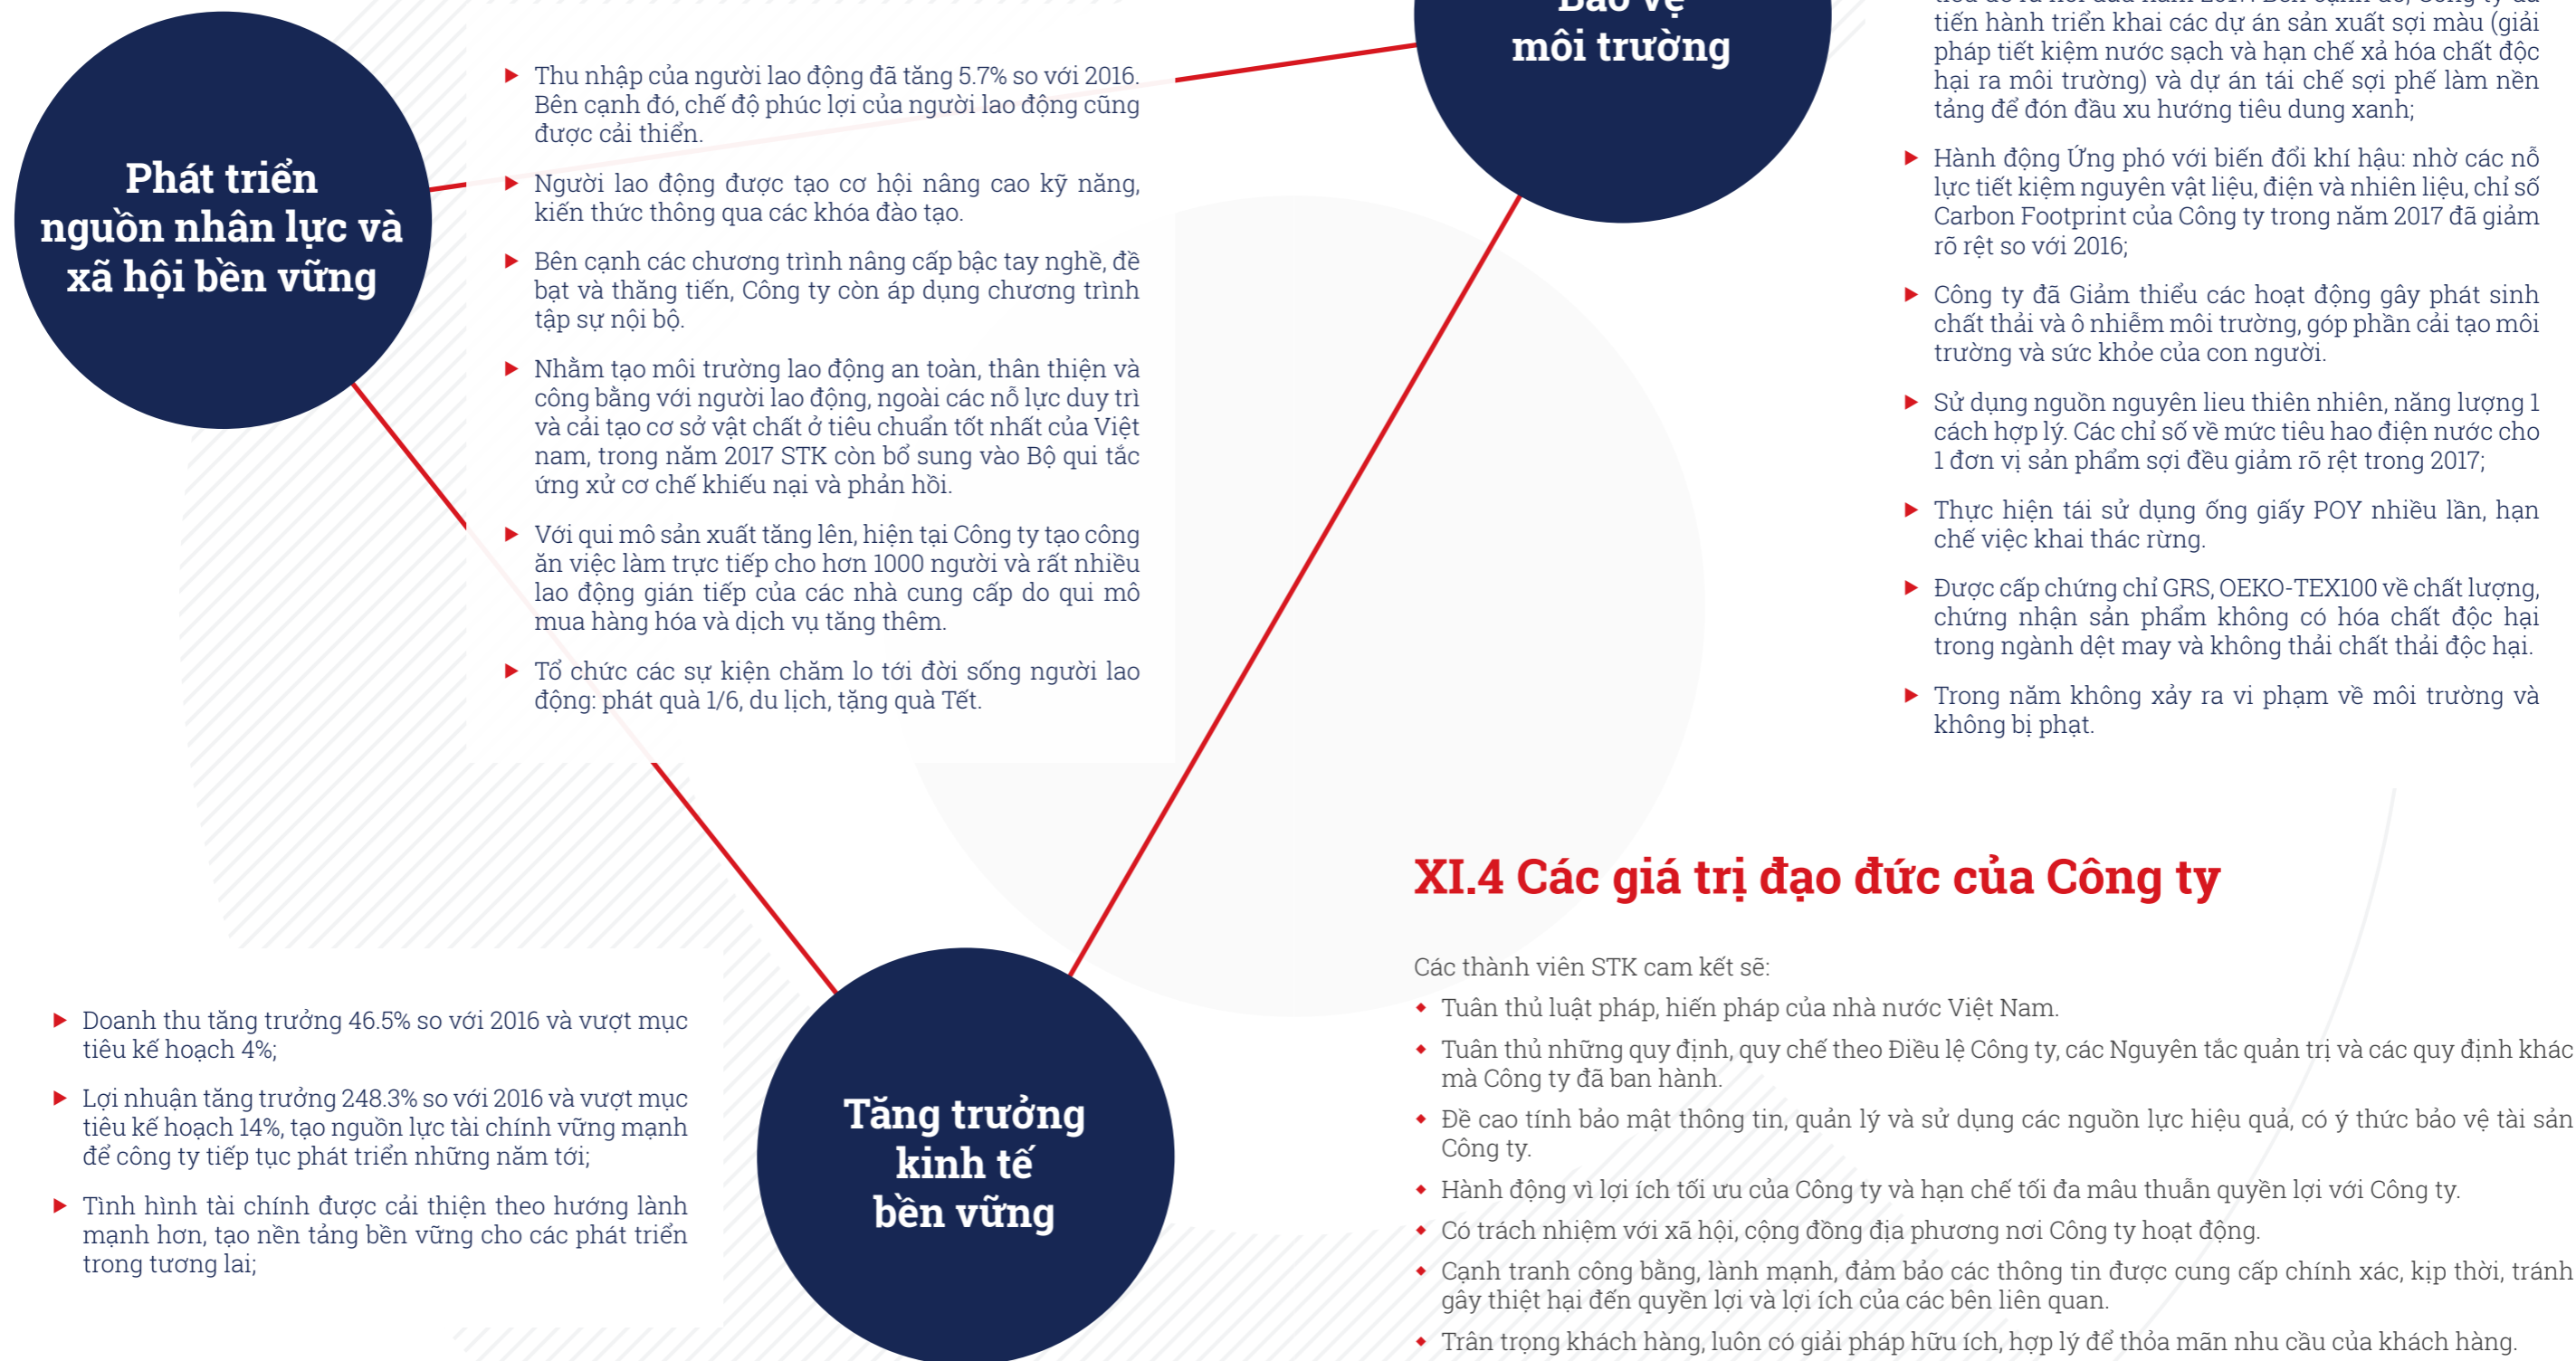 Phát triển
nguồn nhân lực và
xã hội bền vững
Thu nhập của người lao động đã tăng 5.7% so với 2016.
Bên cạnh đó, chế độ phúc lợi của người lao động cũng
được cải thiển.
Người lao động được tạo cơ hội nâng cao kỹ năng,
kiến thức thông qua các khóa đào tạo.
Bên cạnh các chương trình nâng cấp bậc tay nghề, đề
bạt và thăng tiến, Công ty còn áp dụng chương trình
tập sự nội bộ.
Nhằm tạo môi trường lao động an toàn, thân thiện và
công bằng với người lao động, ngoài các nỗ lực duy trì
và cải tạo cơ sở vật chất ở tiêu chuẩn tốt nhất của Việt
nam, trong năm 2017 STK còn bổ sung vào Bộ qui tắc
ứng xử cơ chế khiếu nại và phản hồi.
Với qui mô sản xuất tăng lên, hiện tại Công ty tạo công
ăn việc làm trực tiếp cho hơn 1000 người và rất nhiều
lao động gián tiếp của các nhà cung cấp do qui mô
mua hàng hóa và dịch vụ tăng thêm.
Tổ chức các sự kiện chăm lo tới đời sống người lao
động: phát quà 1/6, du lịch, tặng quà Tết.
Bảo vệ
môi trường
tiến hành triển khai các dự án sản xuất sợi màu (giải
pháp tiết kiệm nước sạch và hạn chế xả hóa chất độc
hại ra môi trường) và dự án tái chế sợi phế làm nền
tảng để đón đầu xu hướng tiêu dung xanh;
Hành động Ứng phó với biến đổi khí hậu: nhờ các nỗ
lực tiết kiệm nguyên vật liệu, điện và nhiên liệu, chỉ số
Carbon Footprint của Công ty trong năm 2017 đã giảm
rõ rệt so với 2016;
Công ty đã Giảm thiểu các hoạt động gây phát sinh
chất thải và ô nhiễm môi trường, góp phần cải tạo môi
trường và sức khỏe của con người.
Sử dụng nguồn nguyên lieu thiên nhiên, năng lượng 1
cách hợp lý. Các chỉ số về mức tiêu hao điện nước cho
1 đơn vị sản phẩm sợi đều giảm rõ rệt trong 2017;
Thực hiện tái sử dụng ống giấy POY nhiều lần, hạn
chế việc khai thác rừng.
Được cấp chứng chỉ GRS, OEKO-TEX100 về chất lượng,
chứng nhận sản phẩm không có hóa chất độc hại
trong ngành dệt may và không thải chất thải độc hại.
Trong năm không xảy ra vi phạm về môi trường và
không bị phạt.
Doanh thu tăng trưởng 46.5% so với 2016 và vượt mục
tiêu kế hoạch 4%;
Lợi nhuận tăng trưởng 248.3% so với 2016 và vượt mục
tiêu kế hoạch 14%, tạo nguồn lực tài chính vững mạnh
để công ty tiếp tục phát triển những năm tới;
Tình hình tài chính được cải thiện theo hướng lành
mạnh hơn, tạo nền tảng bền vững cho các phát triển
trong tương lai;
Tăng trưởng
kinh tế
bền vững
XI.4 Các giá trị đạo đức của Công ty
Các thành viên STK cam kết sẽ:
Tuân thủ luật pháp, hiến pháp của nhà nước Việt Nam.
Tuân thủ những quy định, quy chế theo Điều lệ Công ty, các Nguyên tắc quản trị và các quy định khác
mà Công ty đã ban hành.
Đề cao tính bảo mật thông tin, quản lý và sử dụng các nguồn lực hiệu quả, có ý thức bảo vệ tài sản
Công ty.
Hành động vì lợi ích tối ưu của Công ty và hạn chế tối đa mâu thuẫn quyền lợi với Công ty.
Có trách nhiệm với xã hội, cộng đồng địa phương nơi Công ty hoạt động.
Cạnh tranh công bằng, lành mạnh, đảm bảo các thông tin được cung cấp chính xác, kịp thời, tránh
gây thiệt hại đến quyền lợi và lợi ích của các bên liên quan.
Trân trọng khách hàng, luôn có giải pháp hữu ích, hợp lý để thỏa mãn nhu cầu của khách hàng.